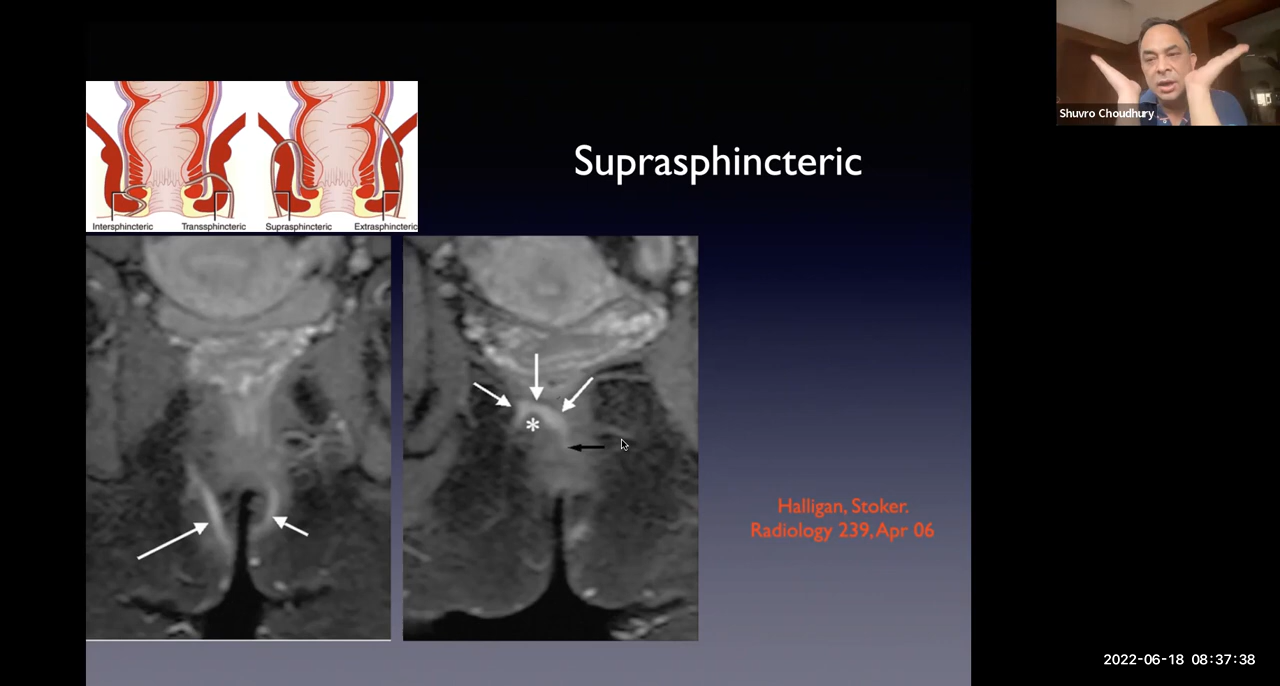 Shuvro Choudhury
Suprasphincteric
Intersphincteric Transsphincteric Suprasphincteric Extrasphincteric
*
Halligan, Stoker.
Radiology 239, Apr 06
2022-06-18 08:37:38